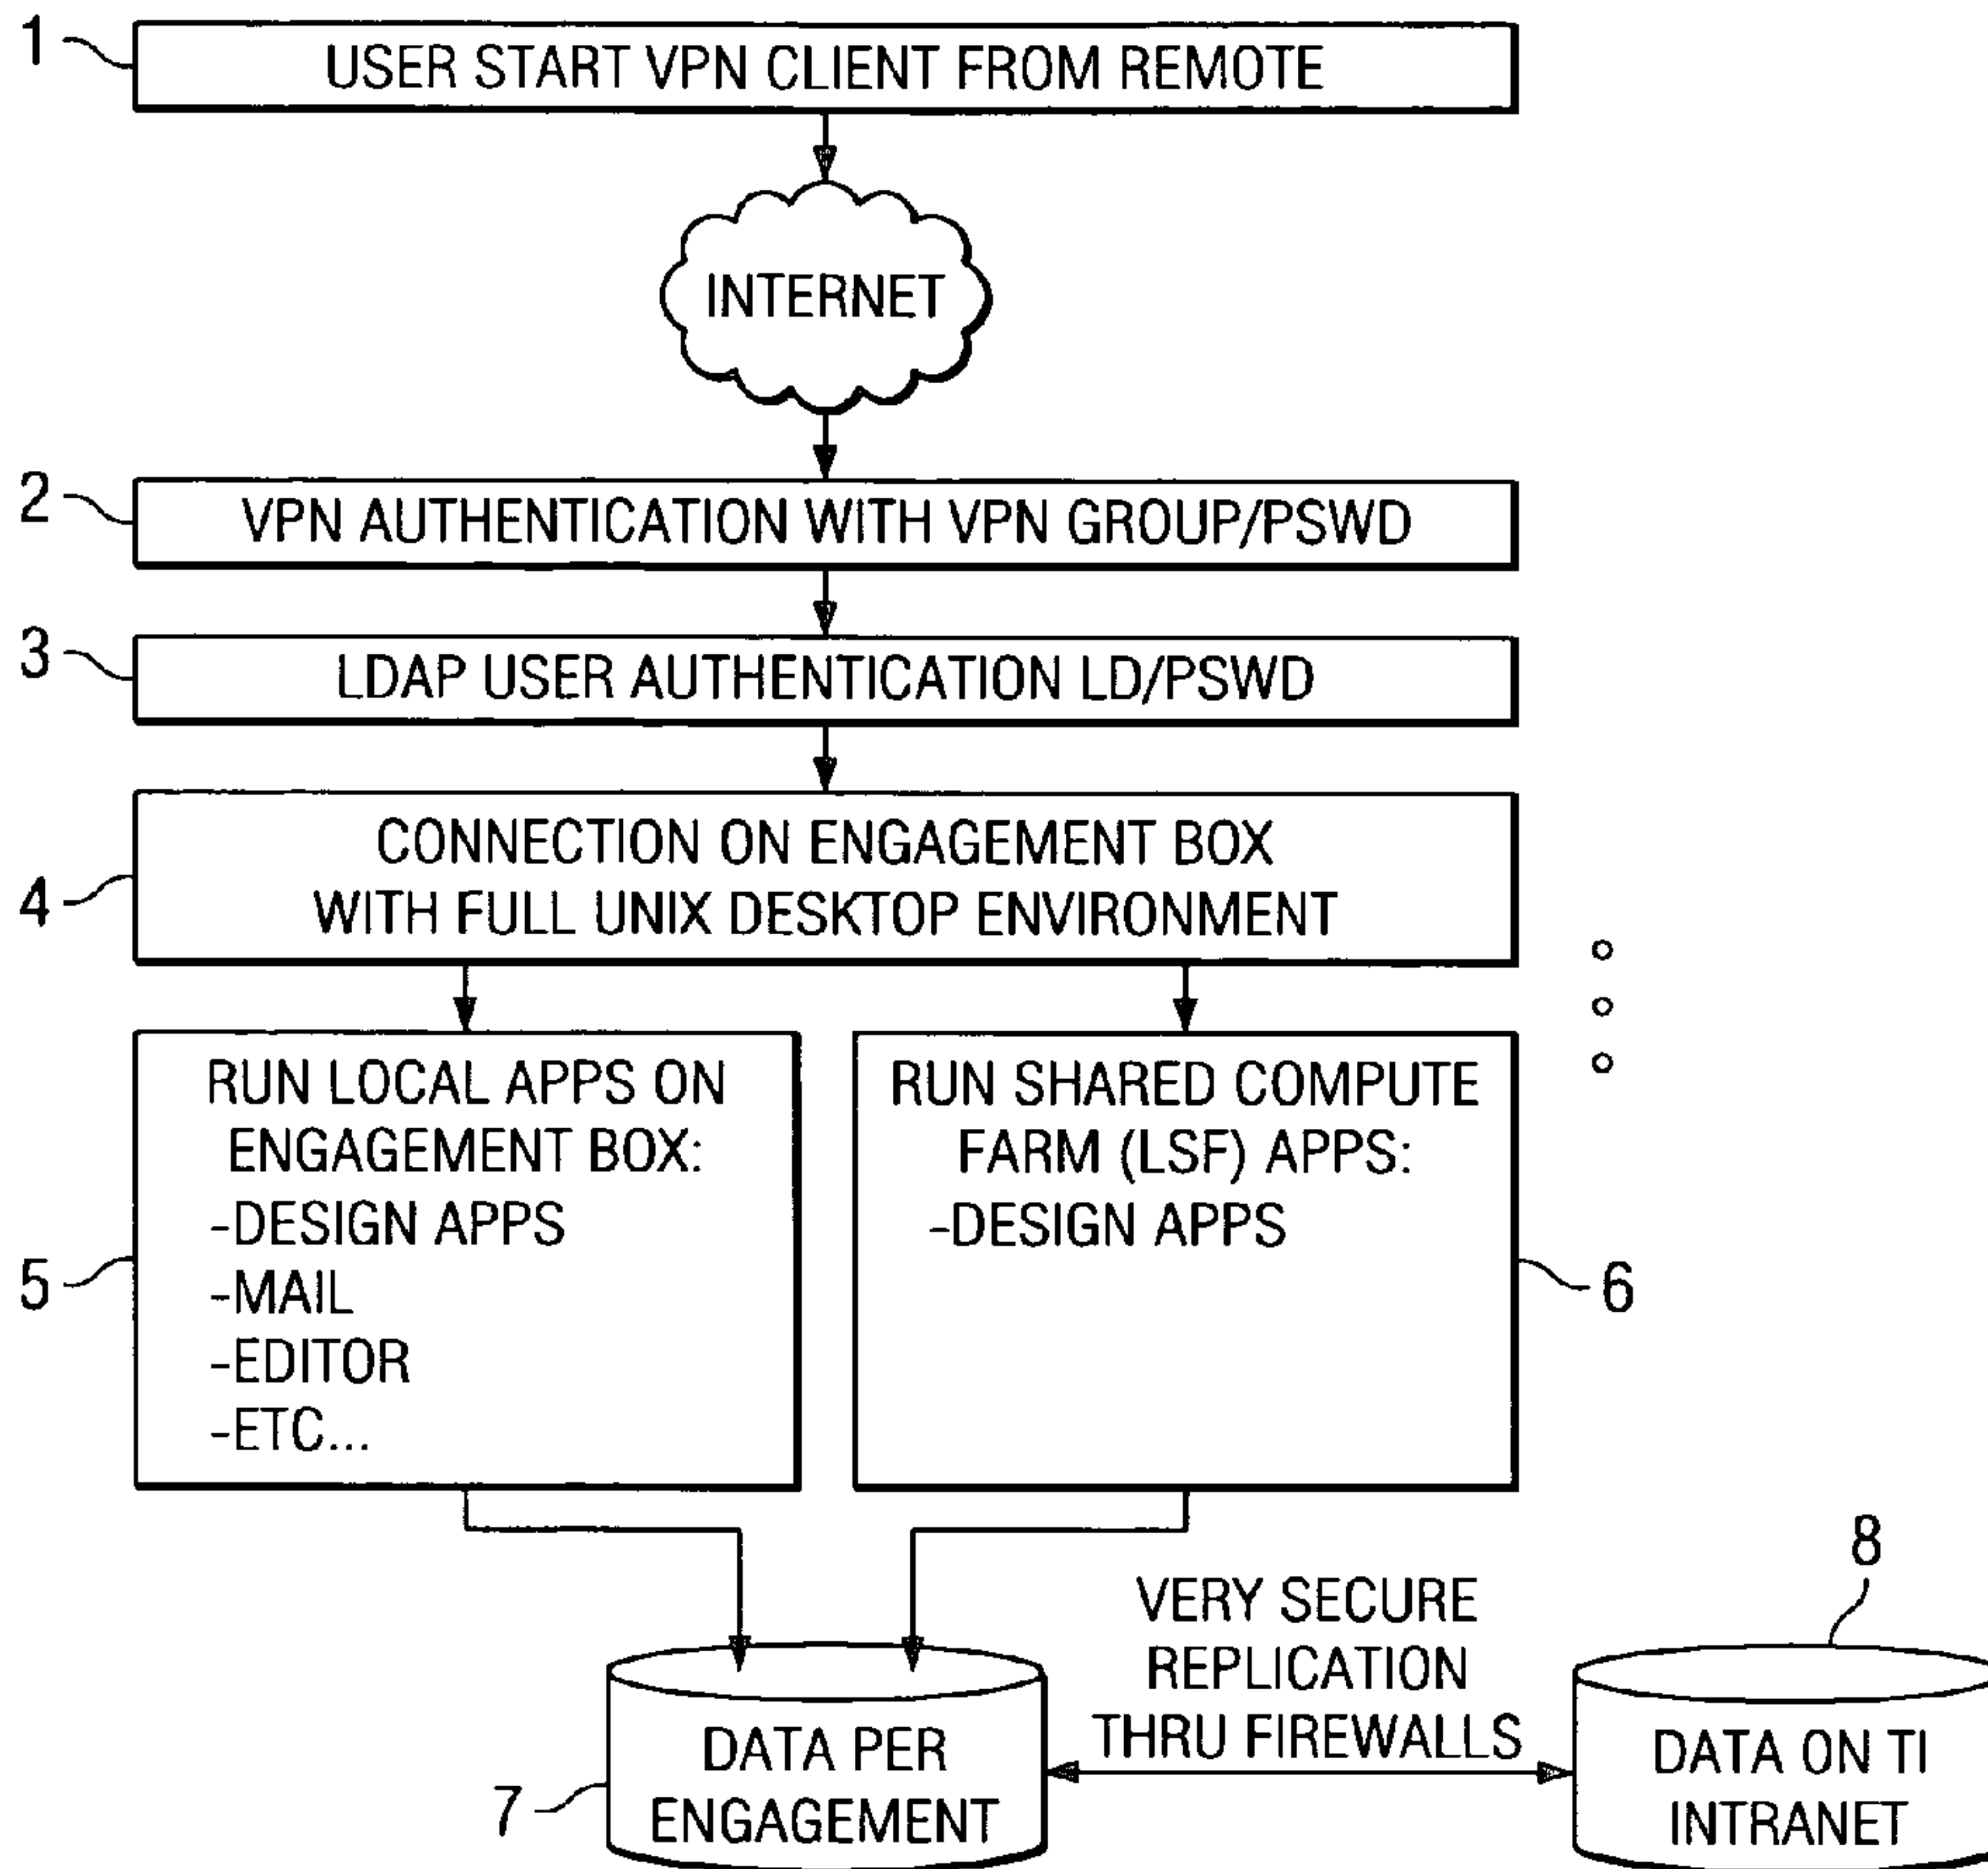 1
USER START VPN CLIENT FROM REMOTE
INTERNET
2
VPN AUTHENTICATION WITH VPN GROUP/PSWD
3
LDAP USER AUTHENTICATION LD/PSWD
4
CONNECTION ON ENGAGEMENT BOX
WITH FULL UNIX DESKTOP ENVIRONMENT
5
RUN LOCAL APPS ON
ENGAGEMENT BOX:
-DESIGN APPS
-MAIL
-EDITOR
-ETC...
RUN SHARED COMPUTE
FARM (LSF) APPS:
-DESIGN APPS
6
7
DATA PER
ENGAGEMENT
VERY SECURE
REPLICATION
THRU FIREWALLS
8
DATA ON TI
INTRANET